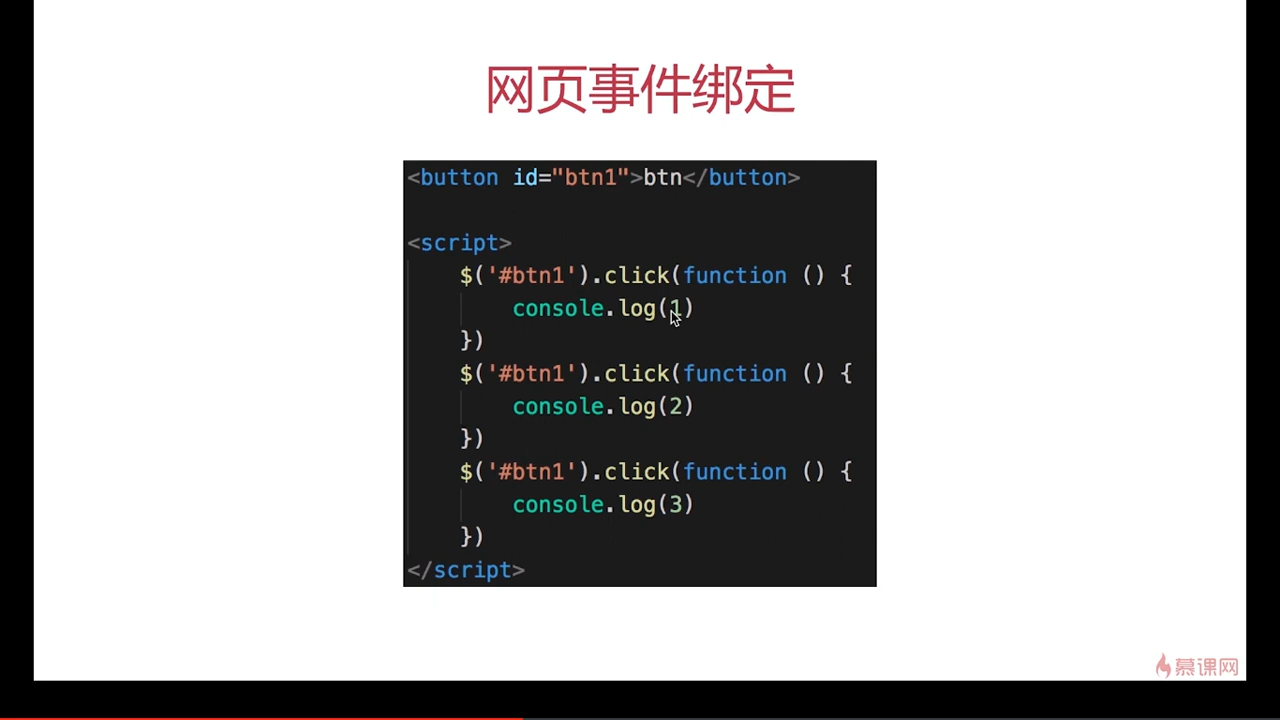 网页事件绑定
<button id="btn1">btn</button>
<script>
$('#btn1').click(function () {
console.log(1)
})
$('#btn1').click(function () {
console.log(2)
})
$('#btn1').click(function () {
console.log(3)
})
</script>
慕课网